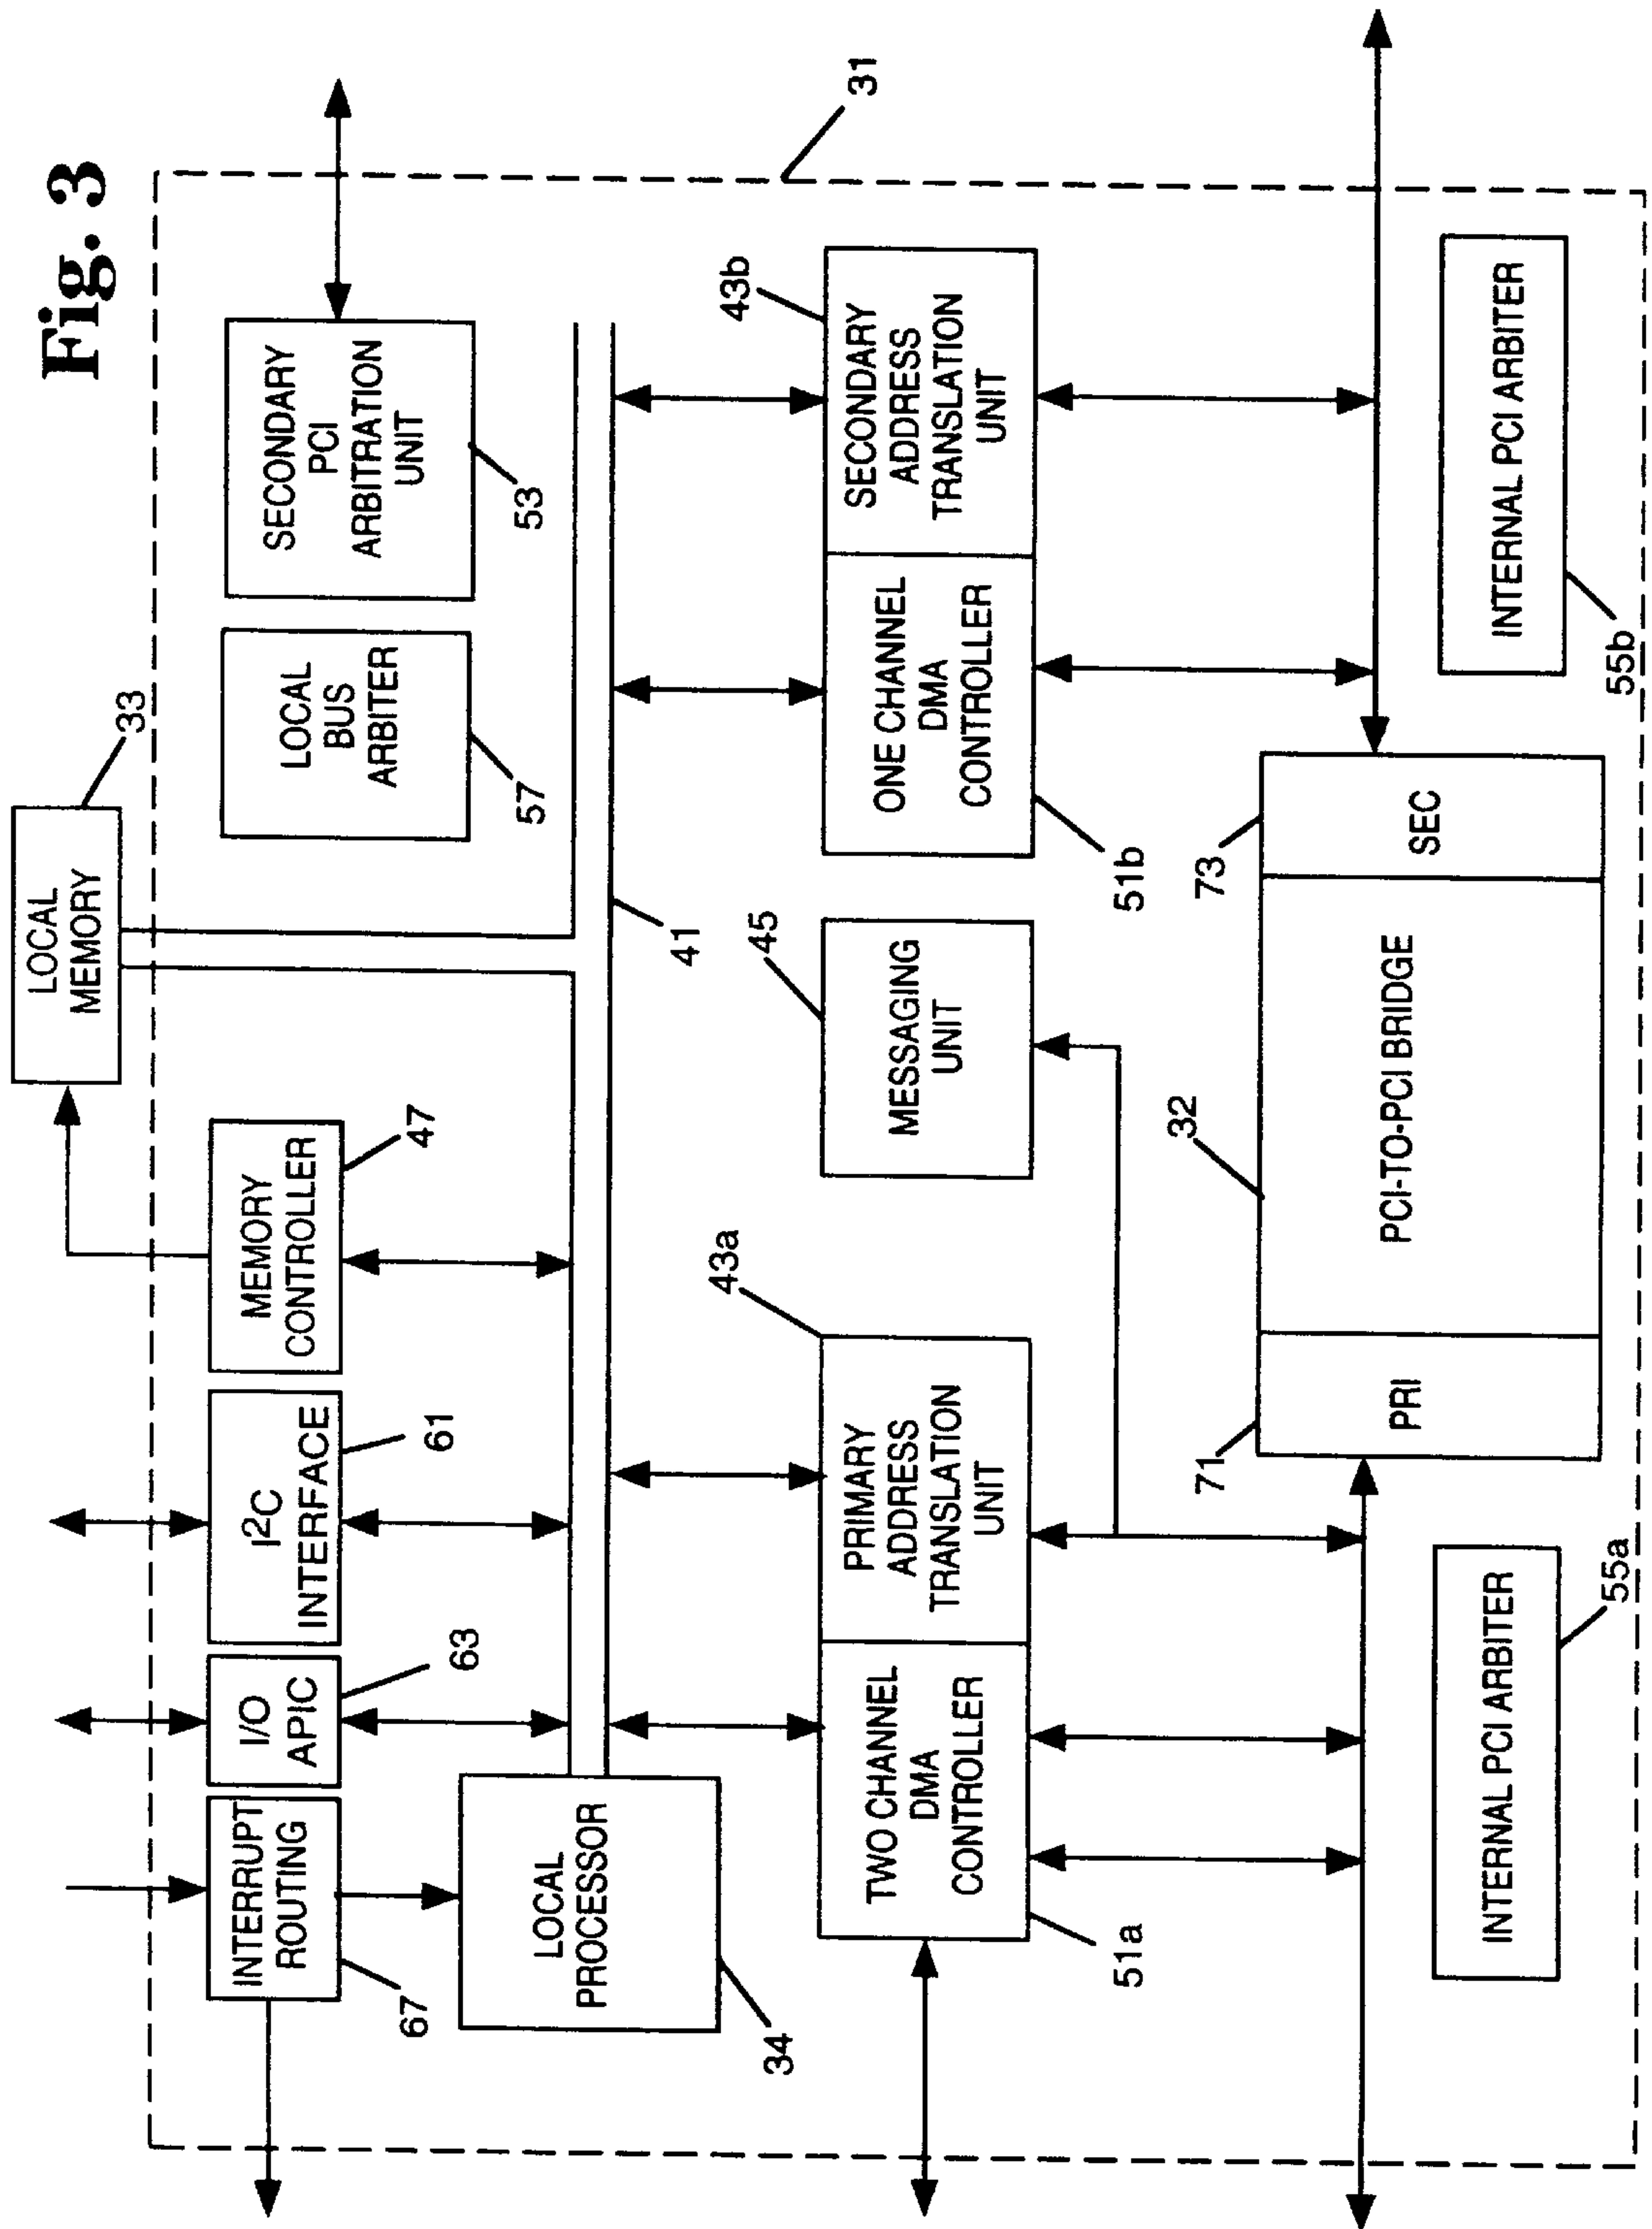 Fig. 3
LOCAL
MEMORY
33
INTERRUPT
ROUTING
67
I/O
APIC
63
I2C
INTERFACE
61
MEMORY
CONTROLLER
47
LOCAL
BUS
ARBITER
57
SECONDARY
PCI
ARBITRATION
UNIT
53
31
LOCAL
PROCESSOR
34
41
TWO CHANNEL
DMA
CONTROLLER
51a
PRIMARY
ADDRESS
TRANSLATION
UNIT
43a
MESSAGING
UNIT
45
ONE CHANNEL
DMA
CONTROLLER
51b
SECONDARY
ADDRESS
TRANSLATION
UNIT
43b
71
PRI
32
PCI-TO-PCI BRIDGE
73
SEC
INTERNAL PCI ARBITER
55a
INTERNAL PCI ARBITER
55b